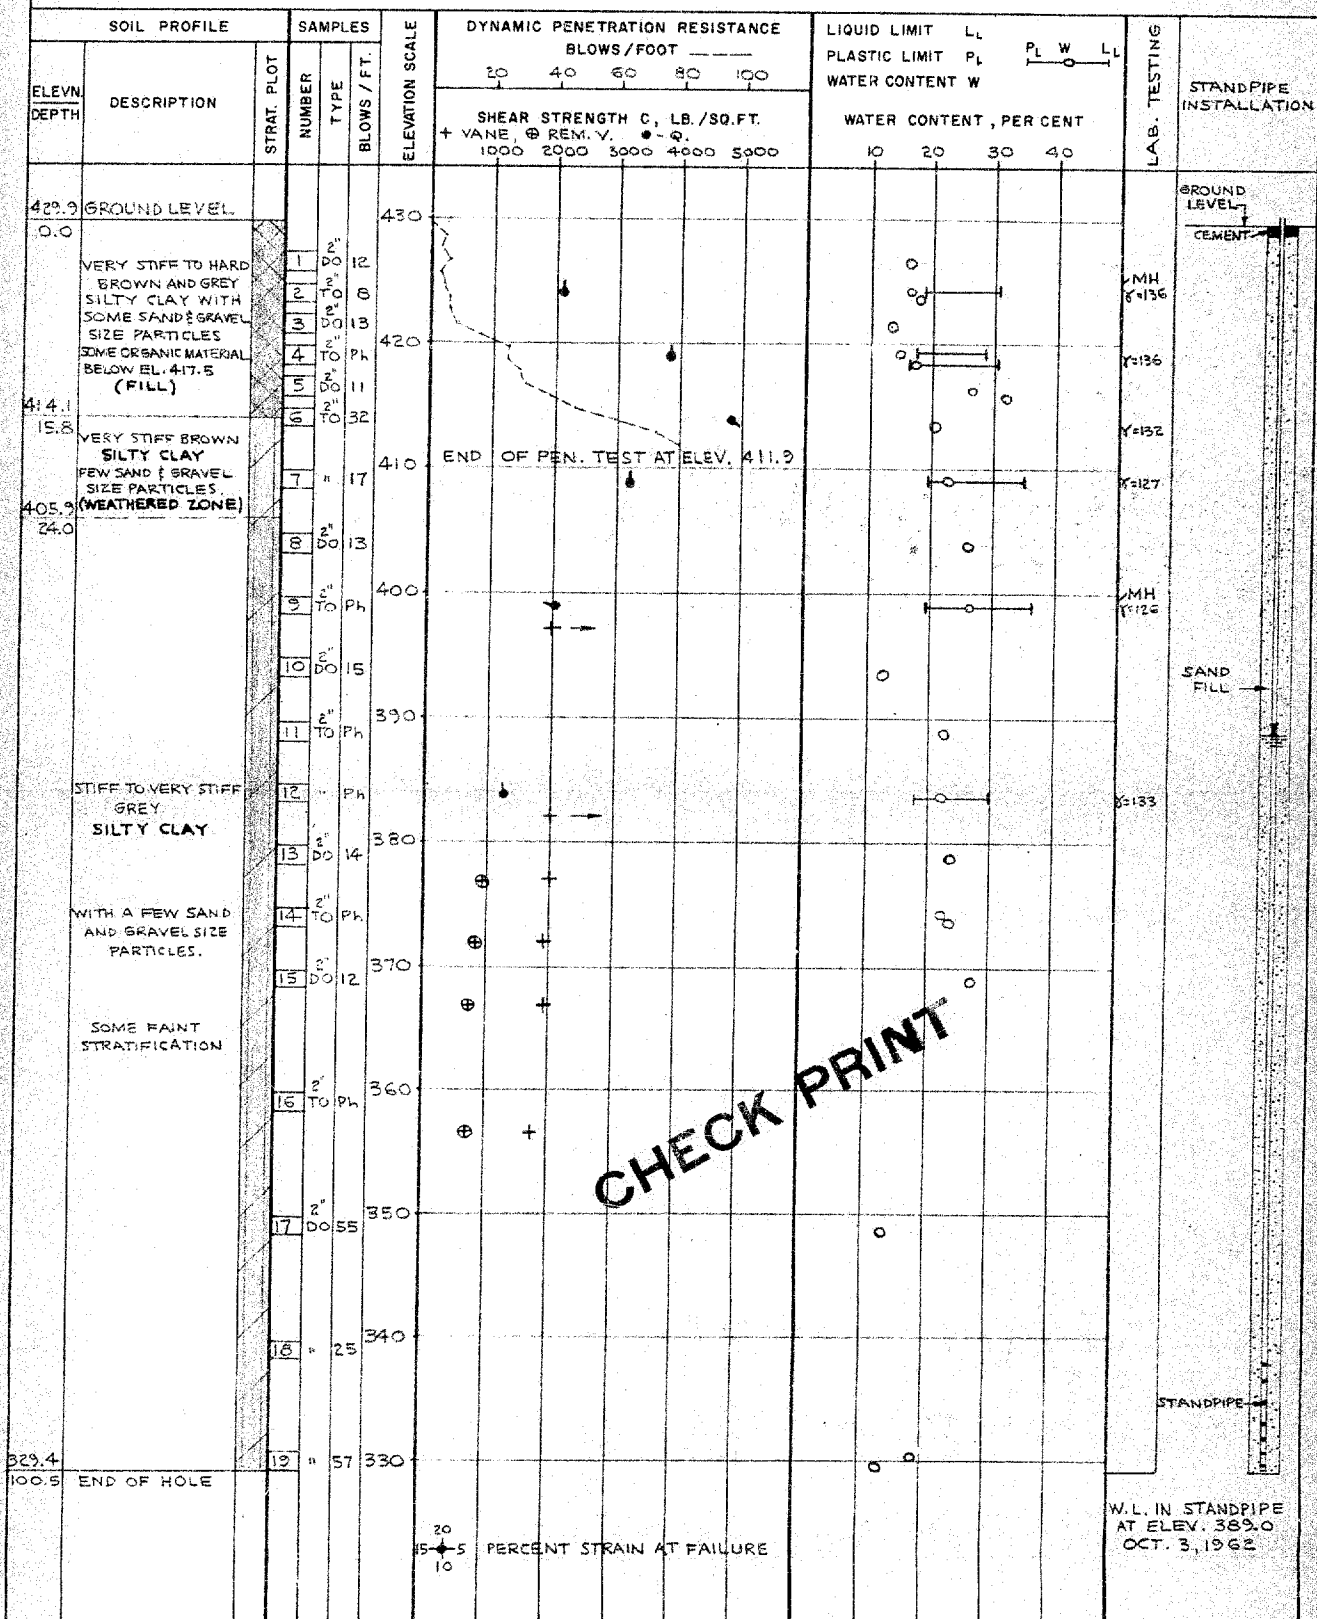 SOIL PROFILE
SAMPLES
ELEVATION SCALE
DYNAMIC PENETRATION RESISTANCE
BLOWS/FOOT
20 40 60 80 100
SHEAR STRENGTH C, LB./SQ.FT.
+ VANE, ⊕ REM. V. ●-Q.
1000 2000 3000 4000 5000
LIQUID LIMIT LL
PLASTIC LIMIT PL
WATER CONTENT W
PL W LL
WATER CONTENT, PER CENT
10 20 30 40
LAB. TESTING
STANDPIPE
INSTALLATION
ELEVN.
DEPTH
DESCRIPTION
STRAT. PLOT
NUMBER
TYPE
BLOWS / FT.
429.9 GROUND LEVEL
0.0
430
GROUND
LEVEL
CEMENT
VERY STIFF TO HARD
BROWN AND GREY
SILTY CLAY WITH
SOME SAND & GRAVEL
SIZE PARTICLES
SOME ORGANIC MATERIAL
BELOW EL. 417.5
(FILL)
1 2" DO 12
2 2" TO 8
MH
γ=136
3 2" DO 13
420
4 2" TO Ph
γ=136
5 2" DO 11
6 2" TO 32
414.1
15.8
γ=132
VERY STIFF BROWN
SILTY CLAY
FEW SAND & GRAVEL
SIZE PARTICLES.
(WEATHERED ZONE)
END OF PEN. TEST AT ELEV. 411.9
410
7 " 17
γ=127
405.9
24.0
8 2" DO 13
400
9 2" TO Ph
MH
γ=126
10 2" DO 15
SAND
FILL
390
11 2" TO Ph
STIFF TO VERY STIFF
GREY
SILTY CLAY
12 " Ph
γ=133
380
13 2" DO 14
WITH A FEW SAND
AND GRAVEL SIZE
PARTICLES.
14 2" TO Ph
370
15 2" DO 12
SOME FAINT
STRATIFICATION
360
16 2" TO Ph
CHECK PRINT
350
17 2" DO 55
340
18 " 25
STANDPIPE
329.4
19 " 57 330
100.5 END OF HOLE
W.L. IN STANDPIPE
AT ELEV. 389.0
OCT. 3, 1962
20
15 5 PERCENT STRAIN AT FAILURE
10